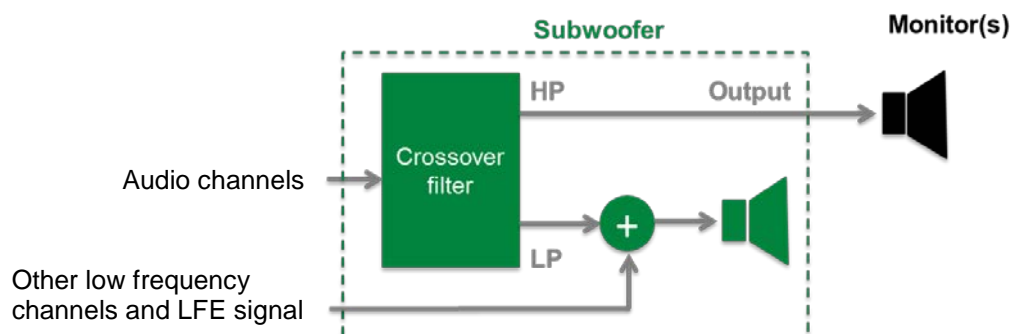 Subwoofer
Monitor(s)
HP
Output
Crossover
filter
Audio channels
+
LP
Other low frequency
channels and LFE signal